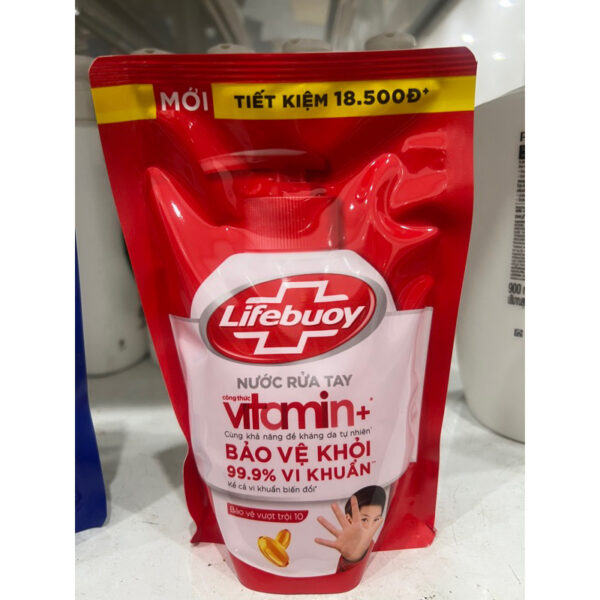 MỚI TIẾT KIỆM 18.500Đ+
Lifebuoy
NƯỚC RỬA TAY
công thức
vitamin+*
Cùng khả năng đề kháng da tự nhiên
BẢO VỆ KHỎI
99.9% VI KHUẨN**
Kể cả vi khuẩn biến đổi*
Bảo vệ vượt trội 10
900